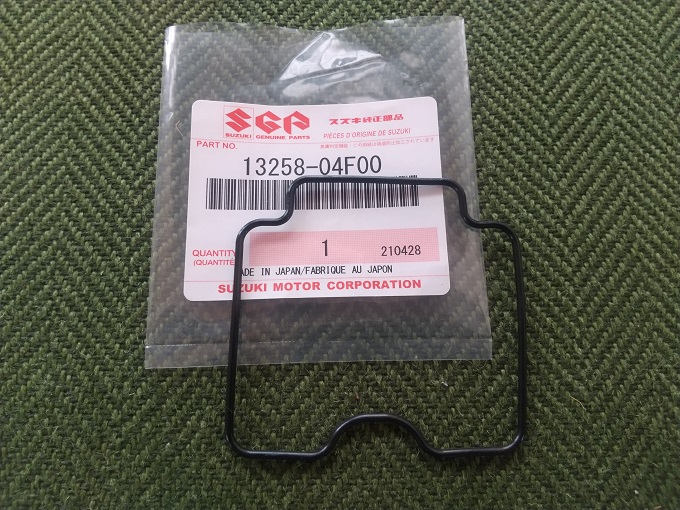 SGP スズキ純正部品
SUZUKI GENUINE PARTS PIÈCES D'ORIGINE DE SUZUKI
PART NO.
13258-04F00
QUANTITY 1 210428
(QUANTITÉ)
ADE IN JAPAN/FABRIQUE AU JAPON
SUZUKI MOTOR CORPORATION